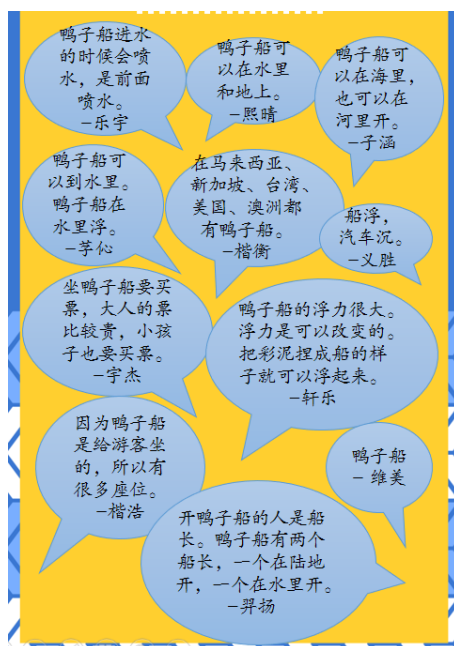 鸭子船进水
的时候会喷
水，是前面
喷水。
–乐宇
鸭子船可
以在水里
和地上。
–熙晴
鸭子船可
以在海里，
也可以在
河里开。
–子涵
鸭子船可
以到水里。
鸭子船在
水里浮。
–芓伈
在马来西亚、
新加坡、台湾、
美国、澳洲都
有鸭子船。
–楷衡
船浮，
汽车沉。
–义胜
坐鸭子船要买
票，大人的票
比较贵，小孩
子也要买票。
–宇杰
鸭子船的浮力很大。
浮力是可以改变的。
把彩泥捏成船的样
子就可以浮起来。
–轩乐
因为鸭子船
是给游客坐
的，所以有
很多座位。
–楷浩
鸭子船
– 维美
开鸭子船的人是船
长。鸭子船有两个
船长，一个在陆地
开，一个在水里开。
–羿扬